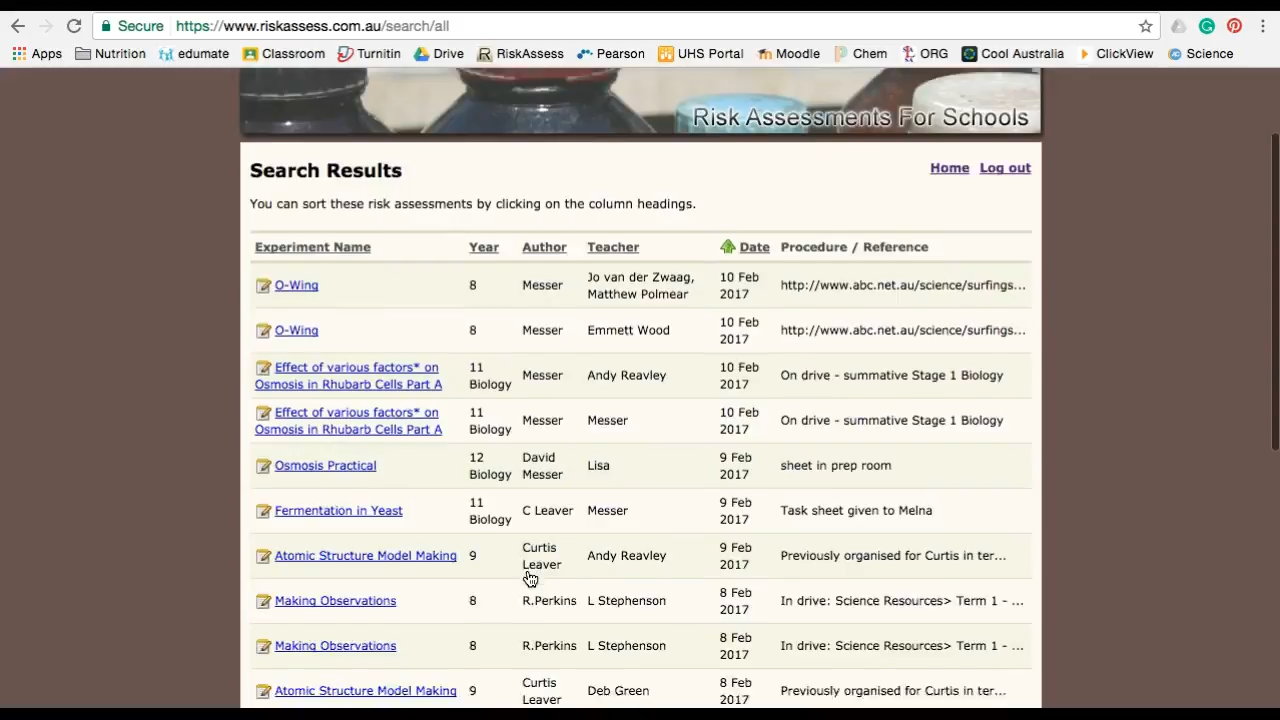 Secure https://www.riskassess.com.au/search/all
Apps Nutrition edumate Classroom Turnitin Drive RiskAssess Pearson UHS Portal Moodle Chem ORG Cool Australia ClickView Science
Risk Assessments For Schools
Search Results Home Log out
You can sort these risk assessments by clicking on the column headings.
Experiment Name Year Author Teacher Date Procedure / Reference
O-Wing 8 Messer Jo van der Zwaag, Matthew Polmear 10 Feb 2017 http://www.abc.net.au/science/surfings...
O-Wing 8 Messer Emmett Wood 10 Feb 2017 http://www.abc.net.au/science/surfings...
Effect of various factors* on Osmosis in Rhubarb Cells Part A 11 Biology Messer Andy Reavley 10 Feb 2017 On drive - summative Stage 1 Biology
Effect of various factors* on Osmosis in Rhubarb Cells Part A 11 Biology Messer Messer 10 Feb 2017 On drive - summative Stage 1 Biology
Osmosis Practical 12 Biology David Messer Lisa 9 Feb 2017 sheet in prep room
Fermentation in Yeast 11 Biology C Leaver Messer 9 Feb 2017 Task sheet given to Melna
Atomic Structure Model Making 9 Curtis Leaver Andy Reavley 9 Feb 2017 Previously organised for Curtis in ter...
Making Observations 8 R.Perkins L Stephenson 8 Feb 2017 In drive: Science Resources> Term 1 - ...
Making Observations 8 R.Perkins L Stephenson 8 Feb 2017 In drive: Science Resources> Term 1 - ...
Atomic Structure Model Making 9 Curtis Leaver Deb Green 8 Feb 2017 Previously organised for Curtis in ter...